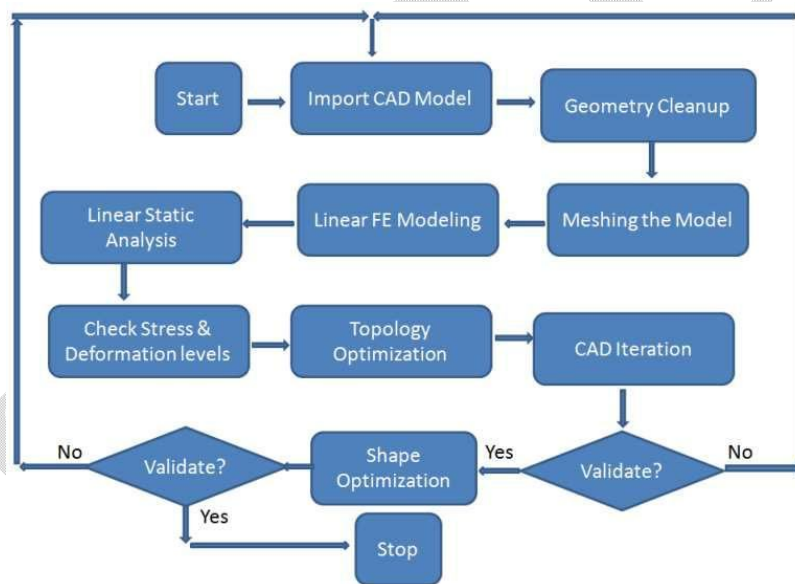 Start
Import CAD Model
Geometry Cleanup
Meshing the Model
Linear FE Modeling
Linear Static
Analysis
Check Stress &
Deformation levels
Topology
Optimization
CAD Iteration
Validate?
No
Yes
Shape
Optimization
Validate?
No
Yes
Stop